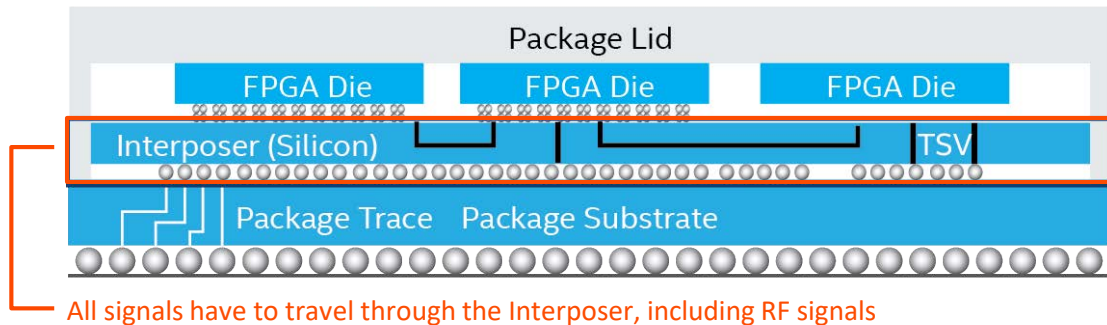 Package Lid
FPGA Die FPGA Die FPGA Die
Interposer (Silicon) TSV
Package Trace Package Substrate
All signals have to travel through the Interposer, including RF signals